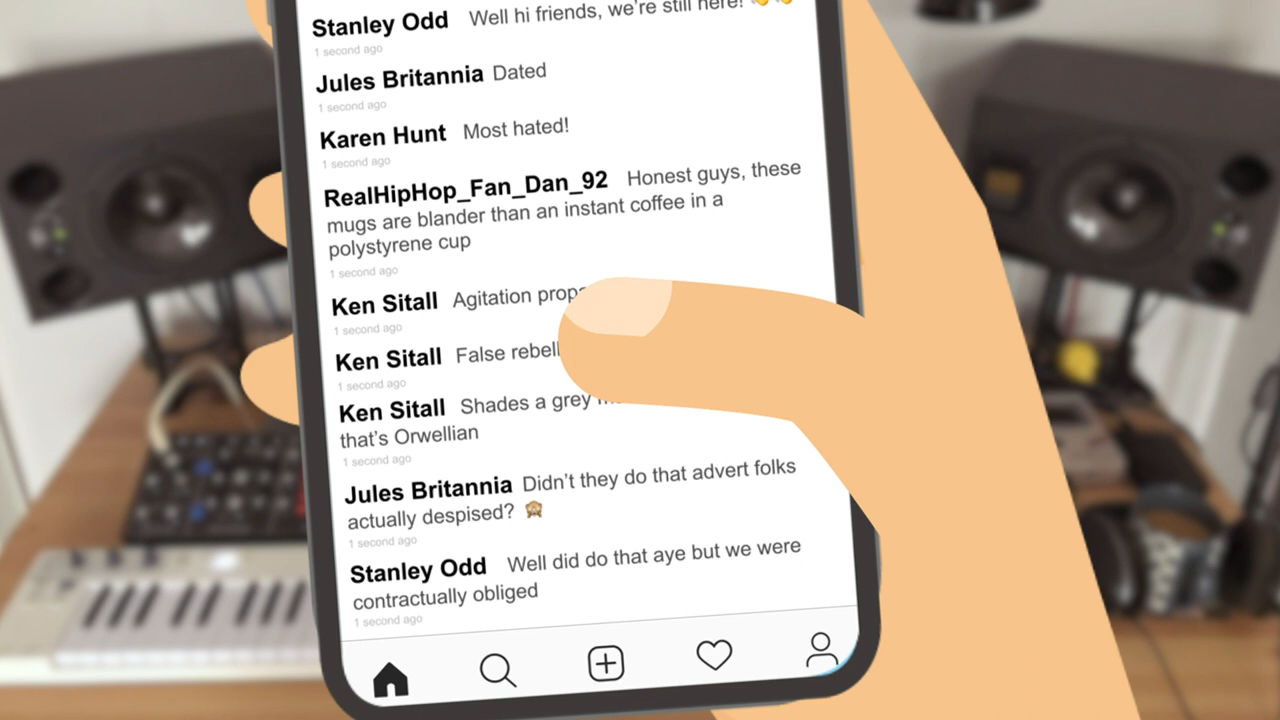 Stanley Odd Well hi friends, we're still here! 👏👏
1 second ago
Jules Britannia Dated
1 second ago
Karen Hunt Most hated!
1 second ago
RealHipHop_Fan_Dan_92 Honest guys, these
mugs are blander than an instant coffee in a
polystyrene cup
1 second ago
Ken Sitall Agitation
1 second ago
Ken Sitall False
1 second ago
Ken Sitall Shades a grey
that's Orwellian
1 second ago
Jules Britannia Didn't they do that advert folks
actually despised? 🙈
1 second ago
Stanley Odd Well did do that aye but we were
contractually obliged
1 second ago